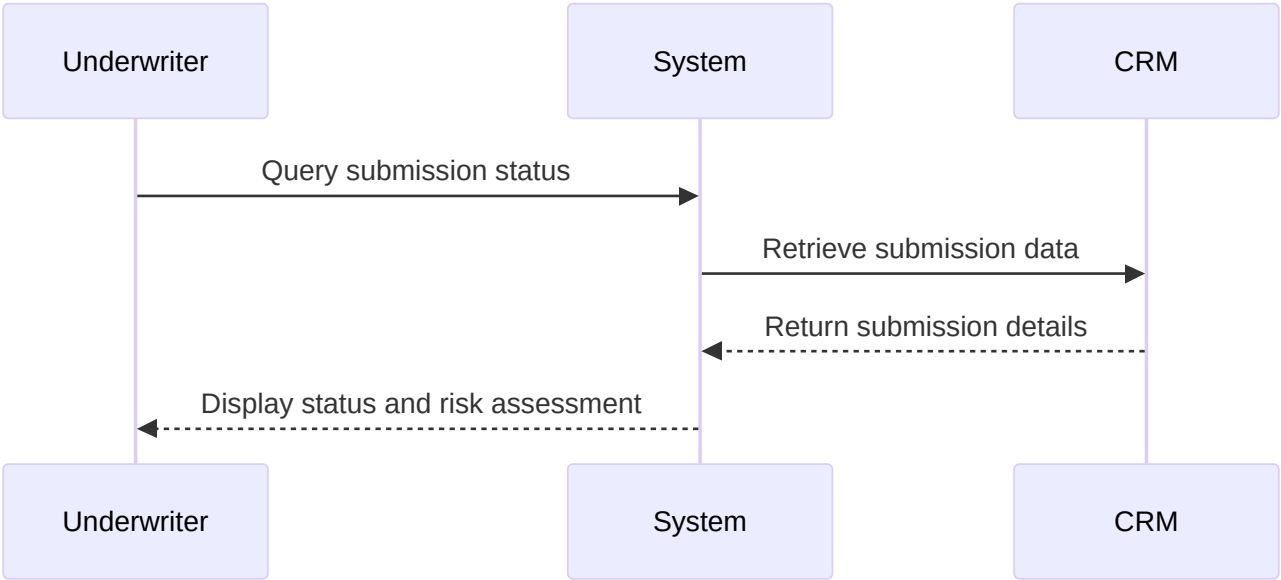 Underwriter
System
CRM
Query submission status
Retrieve submission data
Return submission details
Display status and risk assessment
Underwriter
System
CRM